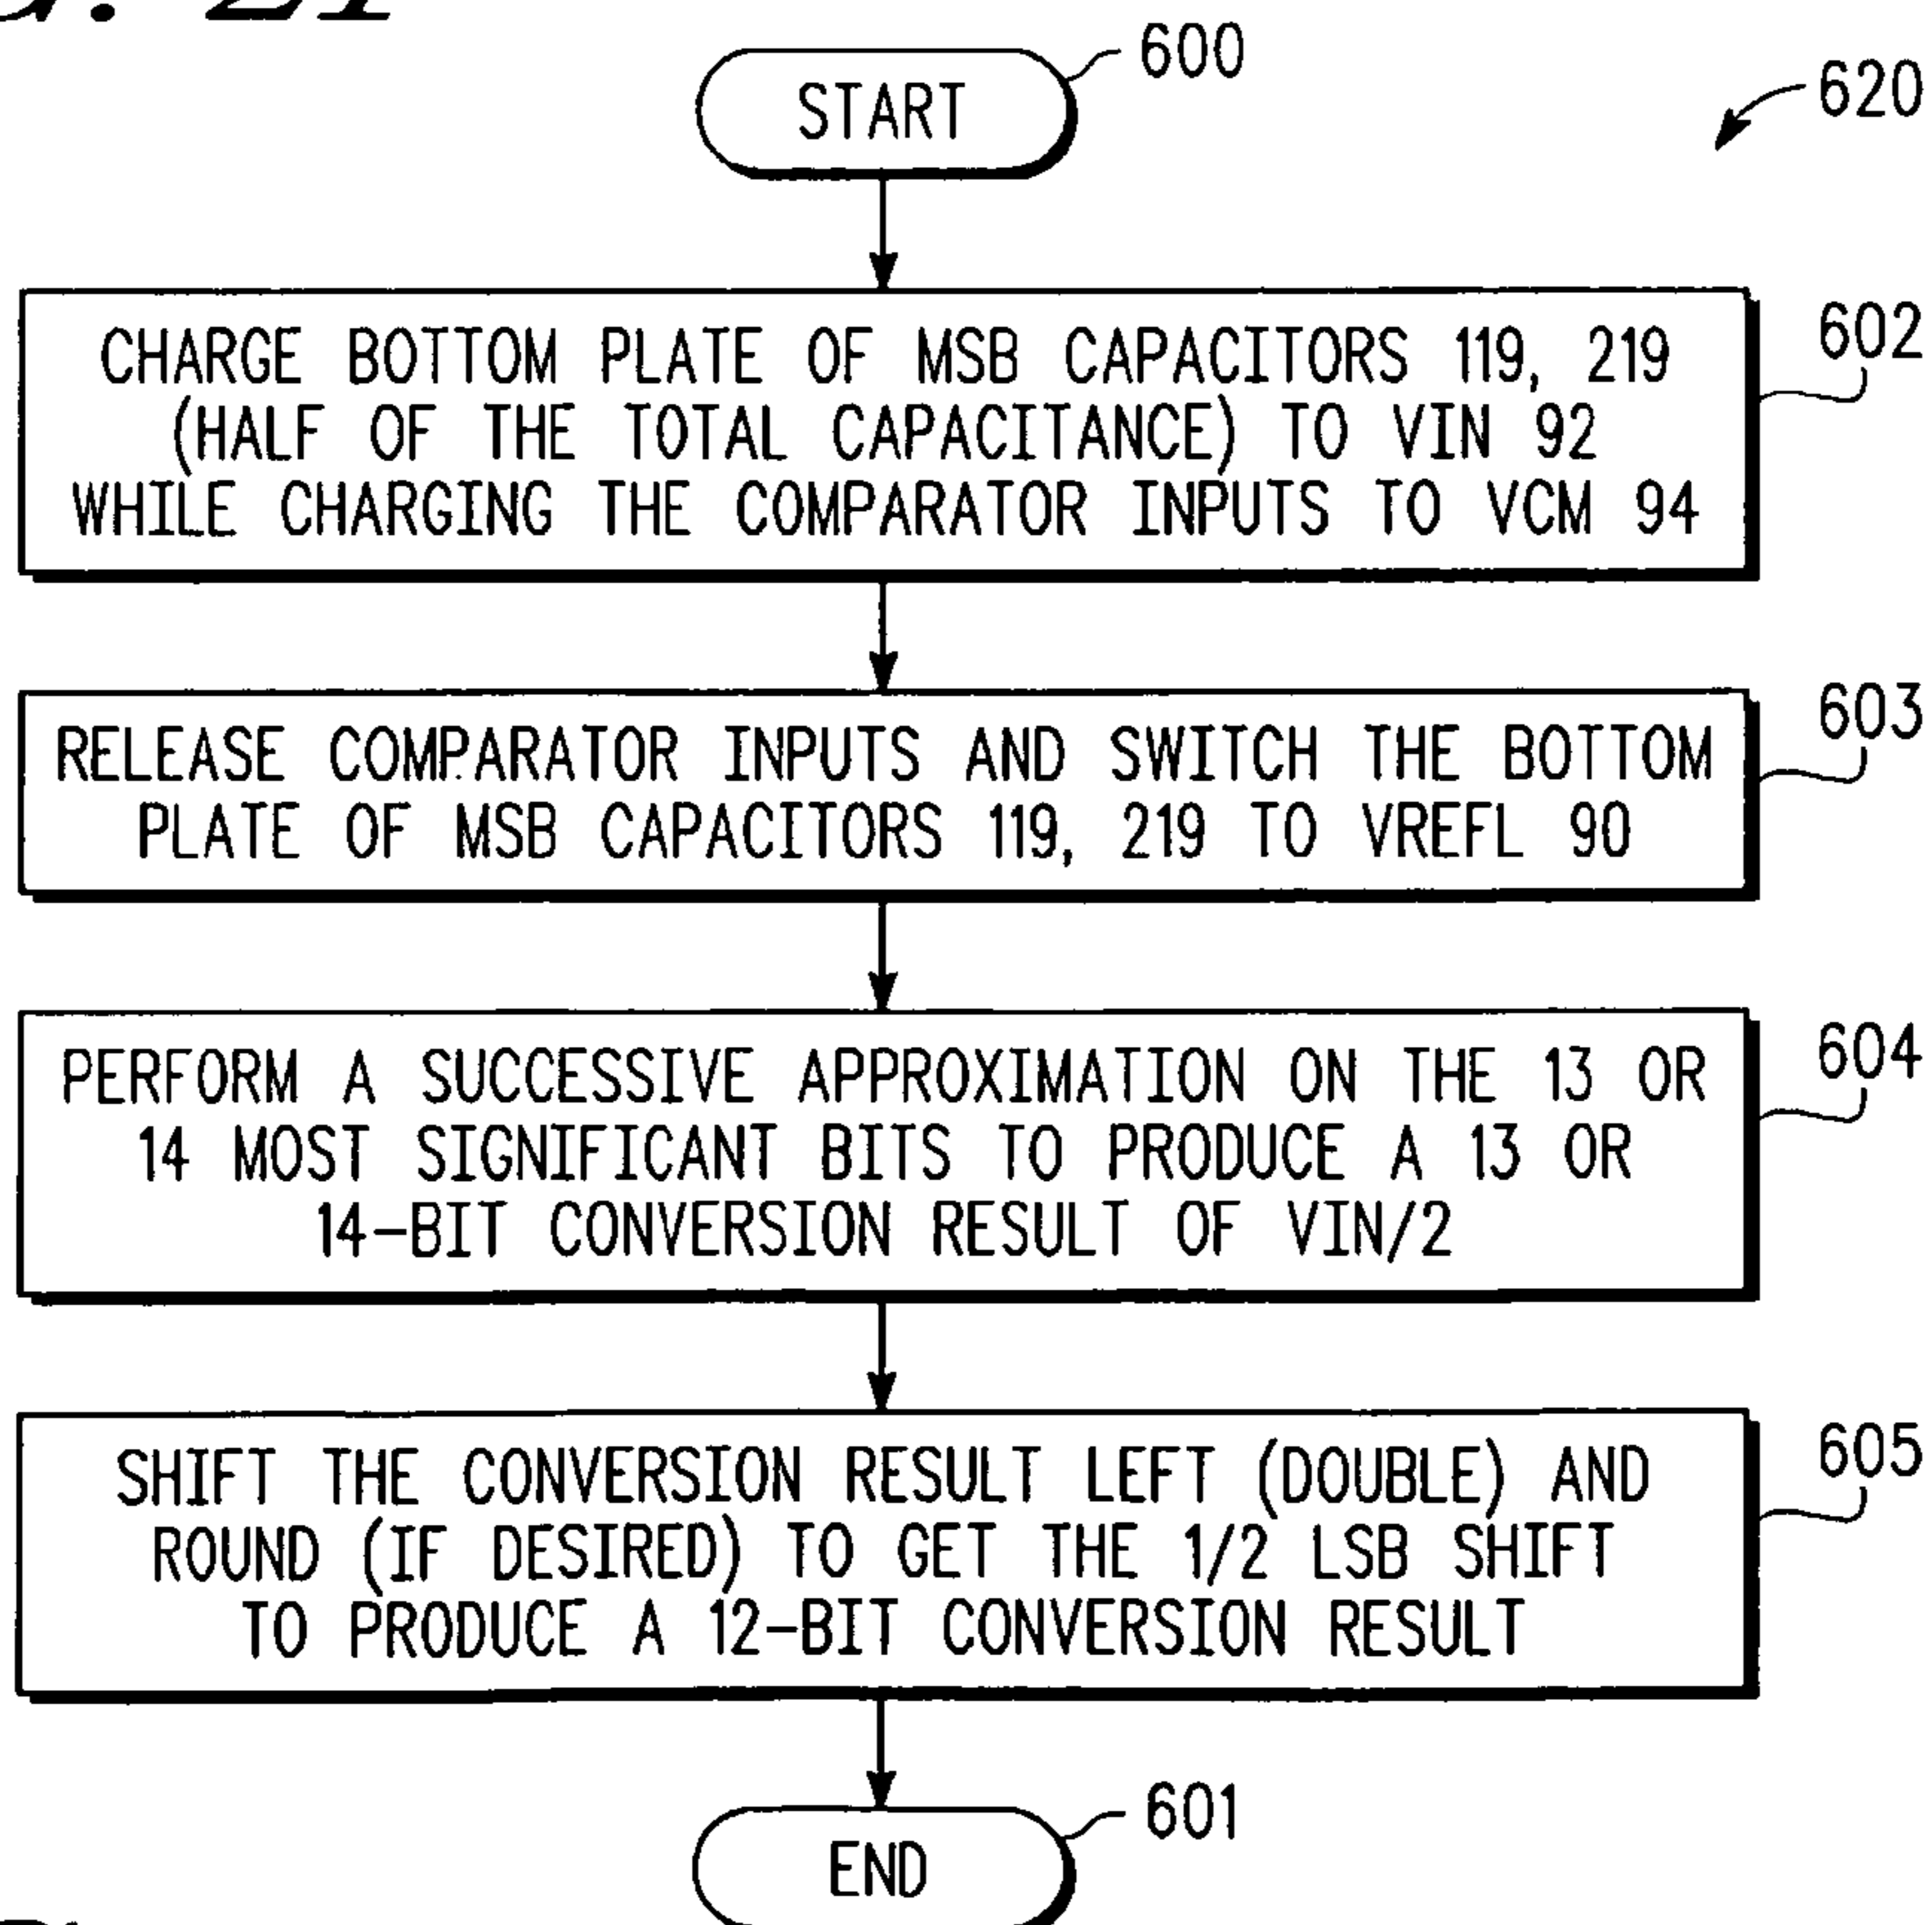 600
START
620
CHARGE BOTTOM PLATE OF MSB CAPACITORS 119, 219
(HALF OF THE TOTAL CAPACITANCE) TO VIN 92
WHILE CHARGING THE COMPARATOR INPUTS TO VCM 94
602
RELEASE COMPARATOR INPUTS AND SWITCH THE BOTTOM
PLATE OF MSB CAPACITORS 119, 219 TO VREFL 90
603
PERFORM A SUCCESSIVE APPROXIMATION ON THE 13 OR
14 MOST SIGNIFICANT BITS TO PRODUCE A 13 OR
14-BIT CONVERSION RESULT OF VIN/2
604
SHIFT THE CONVERSION RESULT LEFT (DOUBLE) AND
ROUND (IF DESIRED) TO GET THE 1/2 LSB SHIFT
TO PRODUCE A 12-BIT CONVERSION RESULT
605
601
END